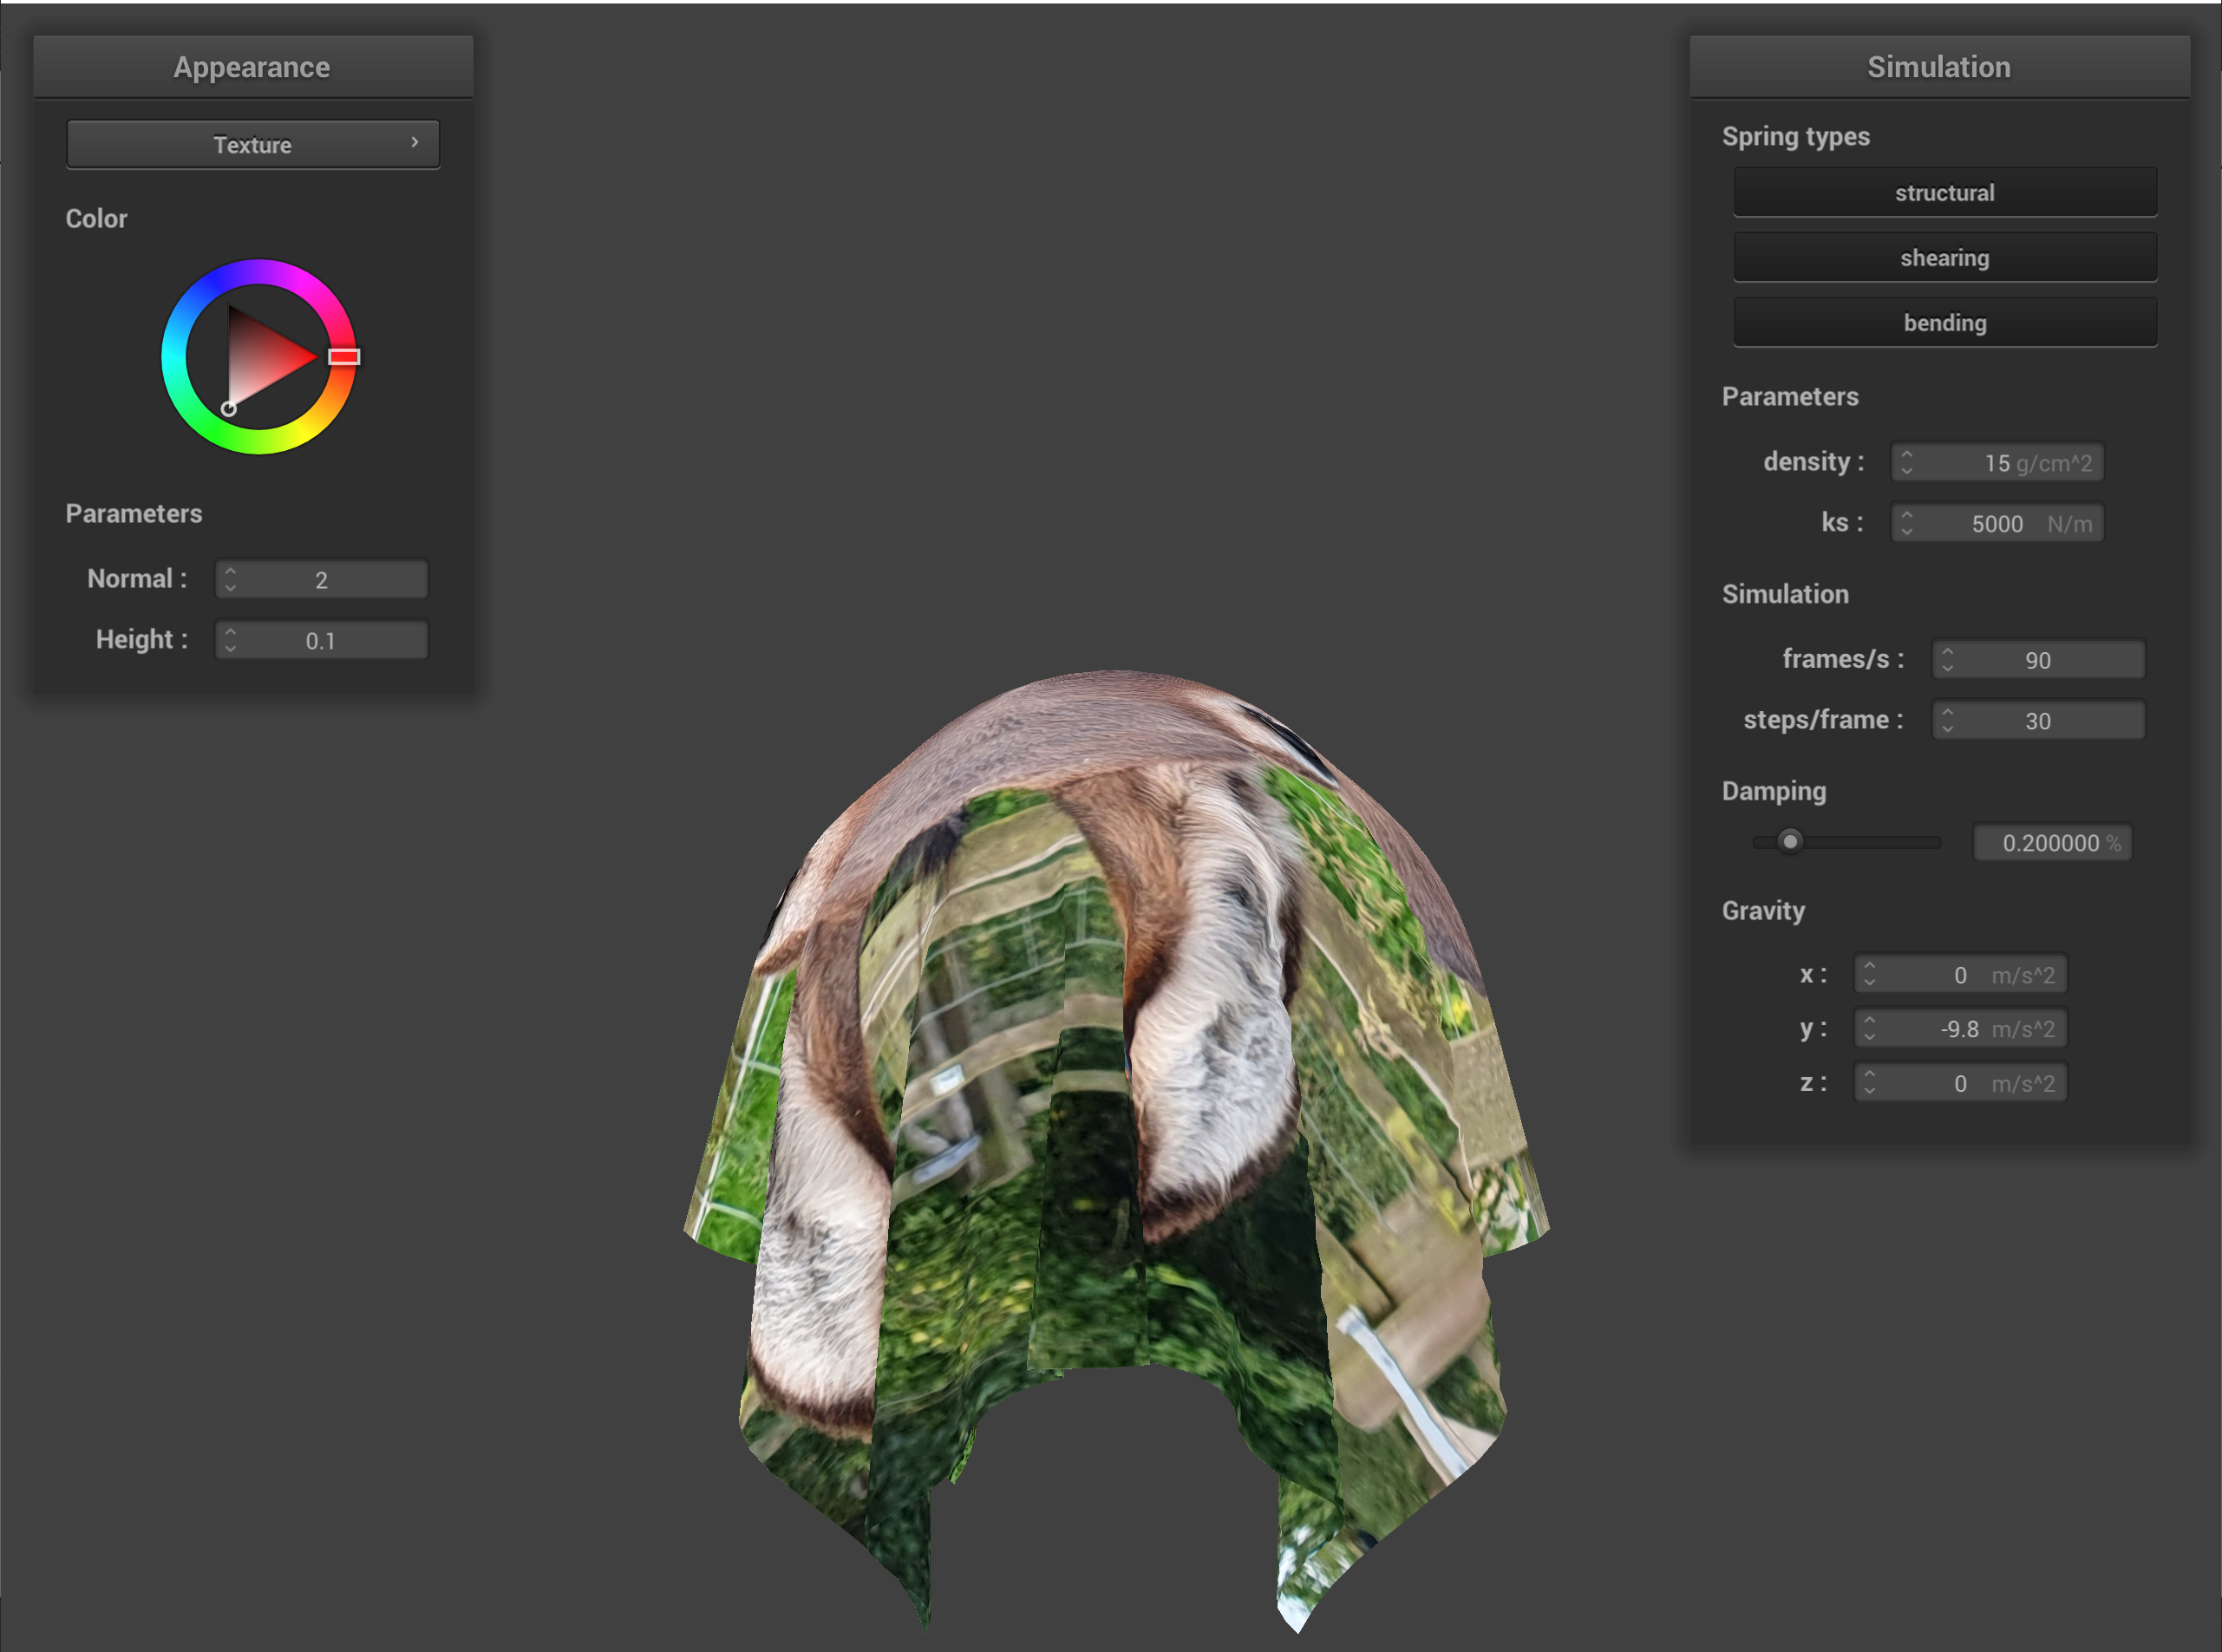 Appearance
Texture
Color
Parameters
Normal : 2
Height : 0.1
Simulation
Spring types
structural
shearing
bending
Parameters
density : 15 g/cm^2
ks : 5000 N/m
Simulation
frames/s : 90
steps/frame : 30
Damping
0.200000 %
Gravity
x : 0 m/s^2
y : -9.8 m/s^2
z : 0 m/s^2